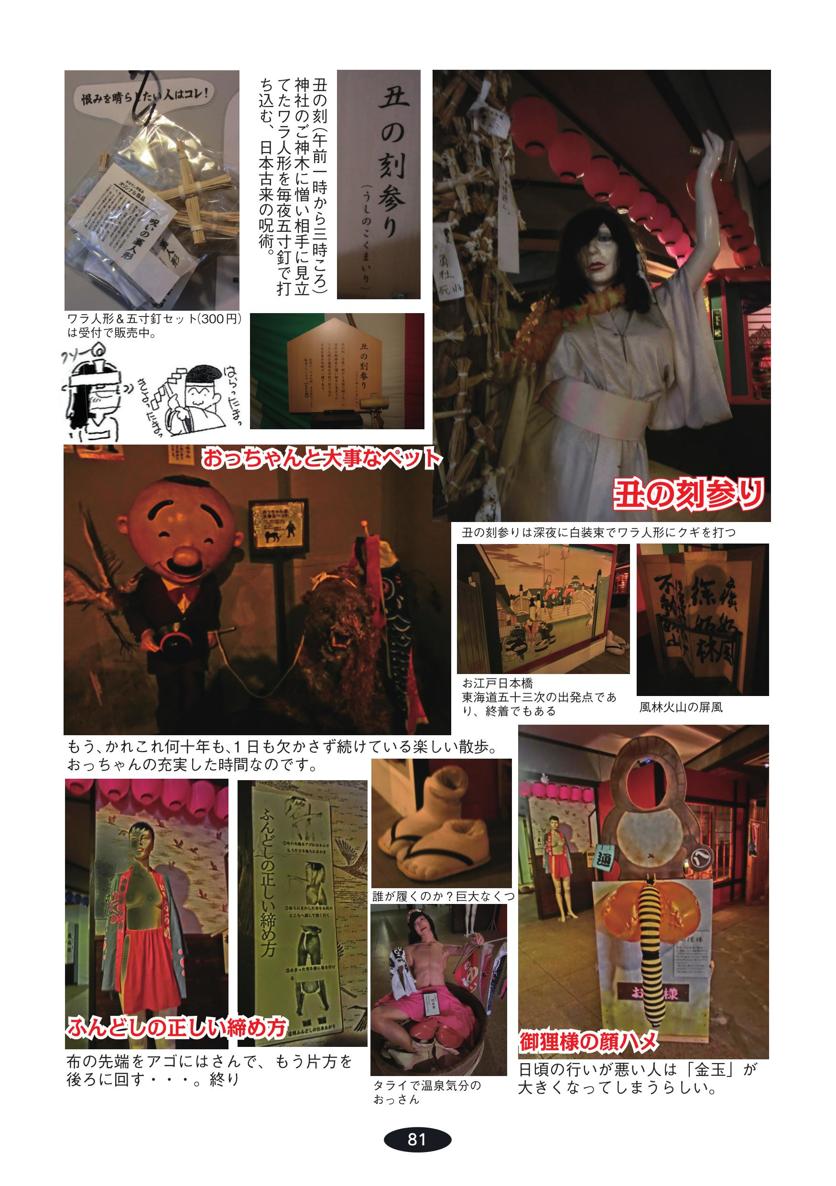 恨みを晴らしたい人はコレ！
呪いの藁人形
丑の刻参り
（うしのこくまいり）
丑の刻（午前一時から三時ころ）
神社のご神木に憎い相手に見立
てたワラ人形を毎夜五寸釘で打
ち込む、日本古来の呪術。
ワラ人形＆五寸釘セット(300円)
は受付で販売中。
丑の刻参り
丑の刻参り
丑の刻参りは深夜に白装束でワラ人形にクギを打つ
おっちゃんと大事なペット
もう、かれこれ何十年も、1日も欠かさず続けている楽しい散歩。
おっちゃんの充実した時間なのです。
お江戸日本橋
東海道五十三次の出発点であ
り、終着でもある
風林火山の屏風
ふんどしの正しい締め方
ふんどしの正しい締め方
布の先端をアゴにはさんで、もう片方を
後ろに回す・・・。終り
誰が履くのか？巨大なくつ
タライで温泉気分の
おっさん
通
御狸様の顔ハメ
日頃の行いが悪い人は「金玉」が
大きくなってしまうらしい。
81